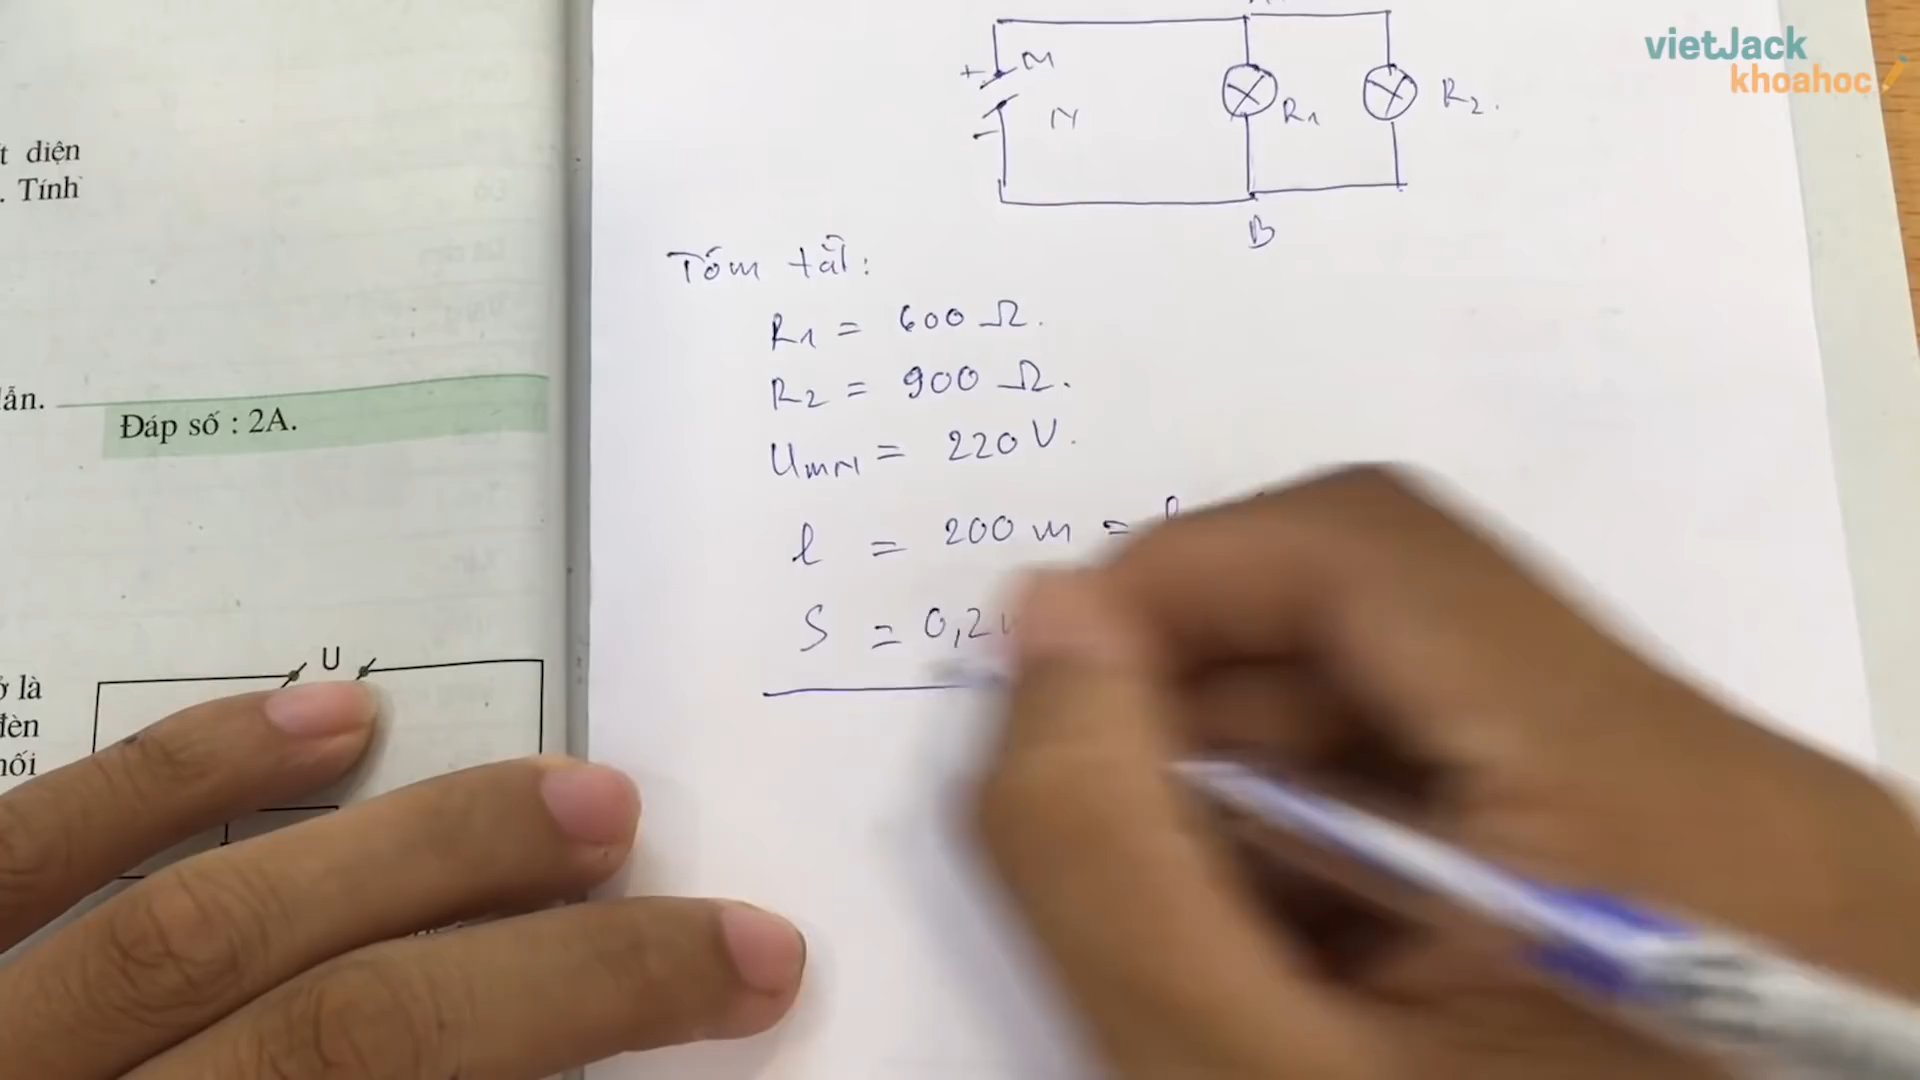 vietJack
khoahoc
t diện
. Tính
ẫn.
Đáp số : 2A.
U
ở là
đèn
nối
+ M
N
-
R1
R2.
B
Tóm tắt:
R1 = 600 Ω.
R2 = 900 Ω.
UMN = 220 V.
l = 200 m =
S = 0,2